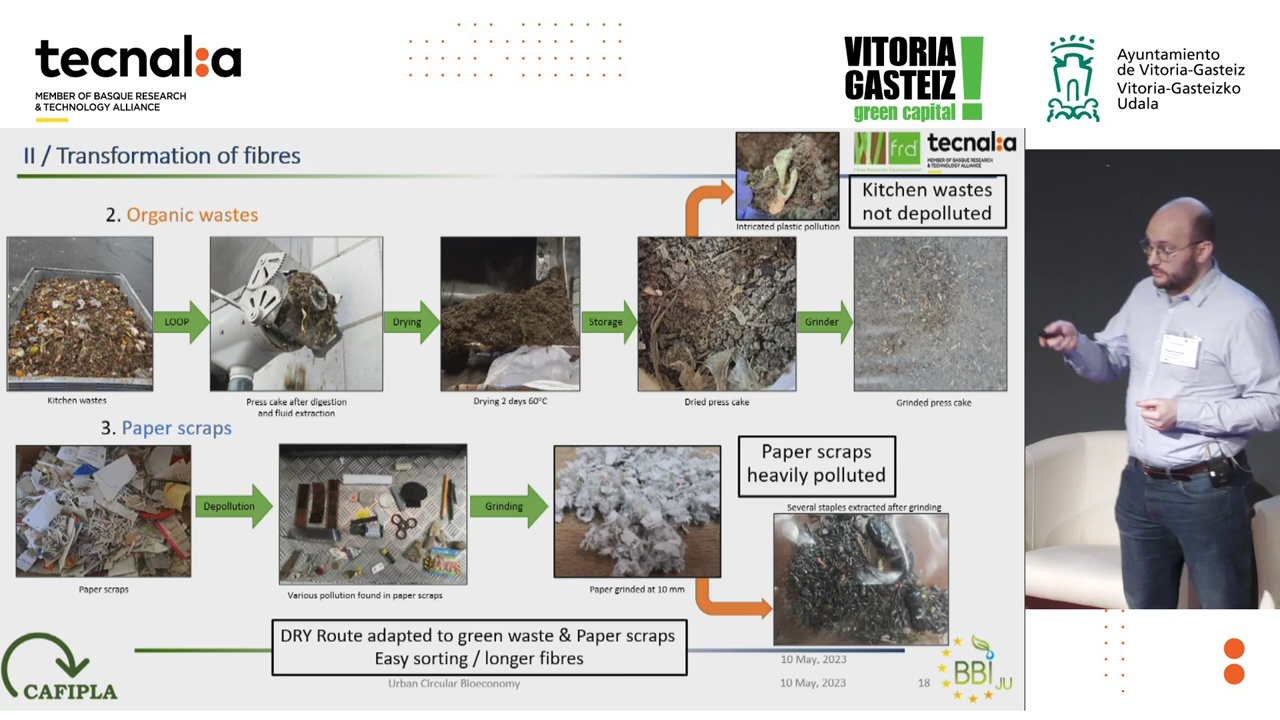 tecnal:a
MEMBER OF BASQUE RESEARCH
& TECHNOLOGY ALLIANCE
VITORIA
GASTEIZ
green capital
Ayuntamiento
de Vitoria-Gasteiz
Vitoria-Gasteizko
Udala
II / Transformation of fibres
frd
tecnal:a
MEMBER OF BASQUE RESEARCH
& TECHNOLOGY ALLIANCE
Kitchen wastes
not depolluted
Intricated plastic pollution
2. Organic wastes
LOOP
Drying
Storage
Grinder
Kitchen wastes
Press cake after digestion
and fluid extraction
Drying 2 days 60°C
Dried press cake
Grinded press cake
3. Paper scraps
Paper scraps
heavily polluted
Depollution
Grinding
Several staples extracted after grinding
Paper scraps
Various pollution found in paper scraps
Paper grinded at 10 mm
DRY Route adapted to green waste & Paper scraps
Easy sorting / longer fibres
CAFIPLA
Urban Circular Bioeconomy
10 May, 2023
10 May, 2023
18
BBI JU